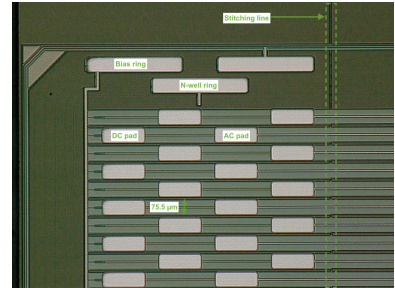 Stitching line
Bias ring
N-well ring
DC pad
AC pad
75.5 µm